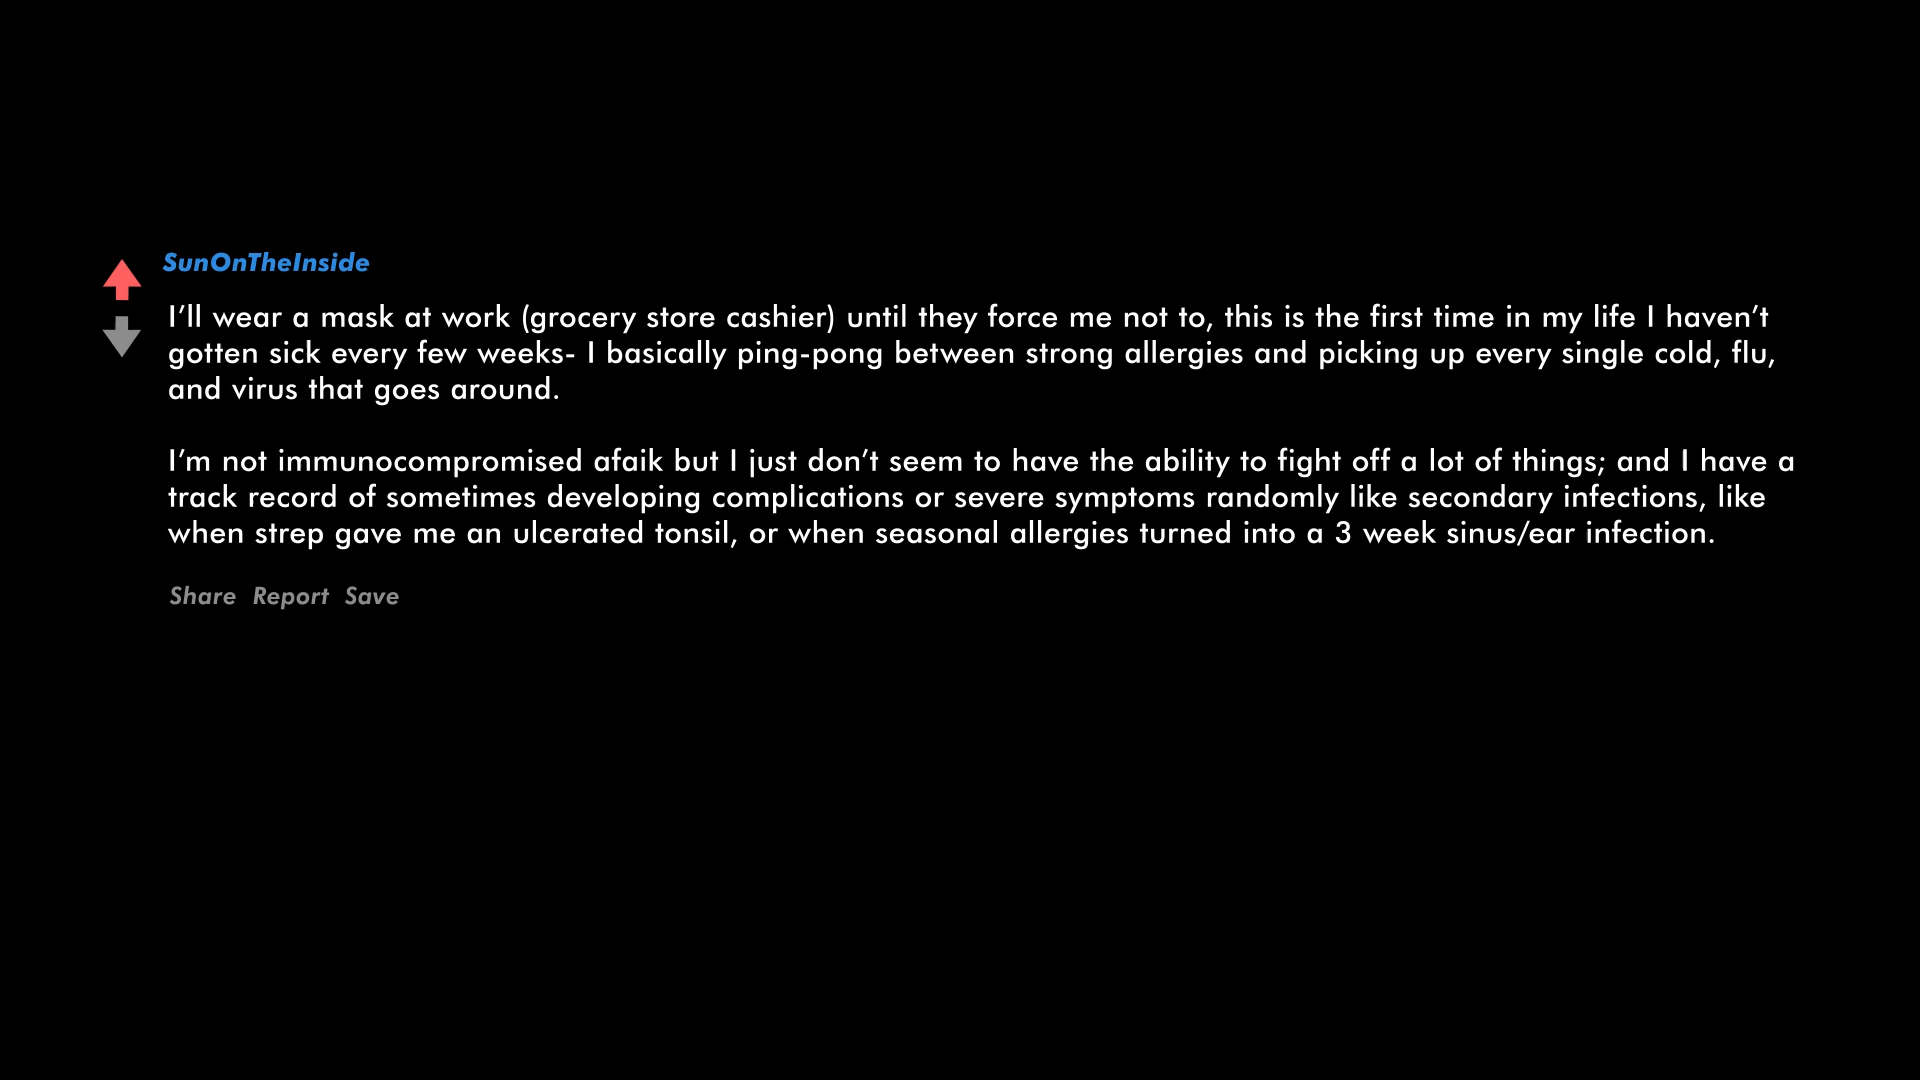 SunOnTheInside
I’ll wear a mask at work (grocery store cashier) until they force me not to, this is the first time in my life I haven’t
gotten sick every few weeks- I basically ping-pong between strong allergies and picking up every single cold, flu,
and virus that goes around.
I’m not immunocompromised afaik but I just don’t seem to have the ability to fight off a lot of things; and I have a
track record of sometimes developing complications or severe symptoms randomly like secondary infections, like
when strep gave me an ulcerated tonsil, or when seasonal allergies turned into a 3 week sinus/ear infection.
Share Report Save